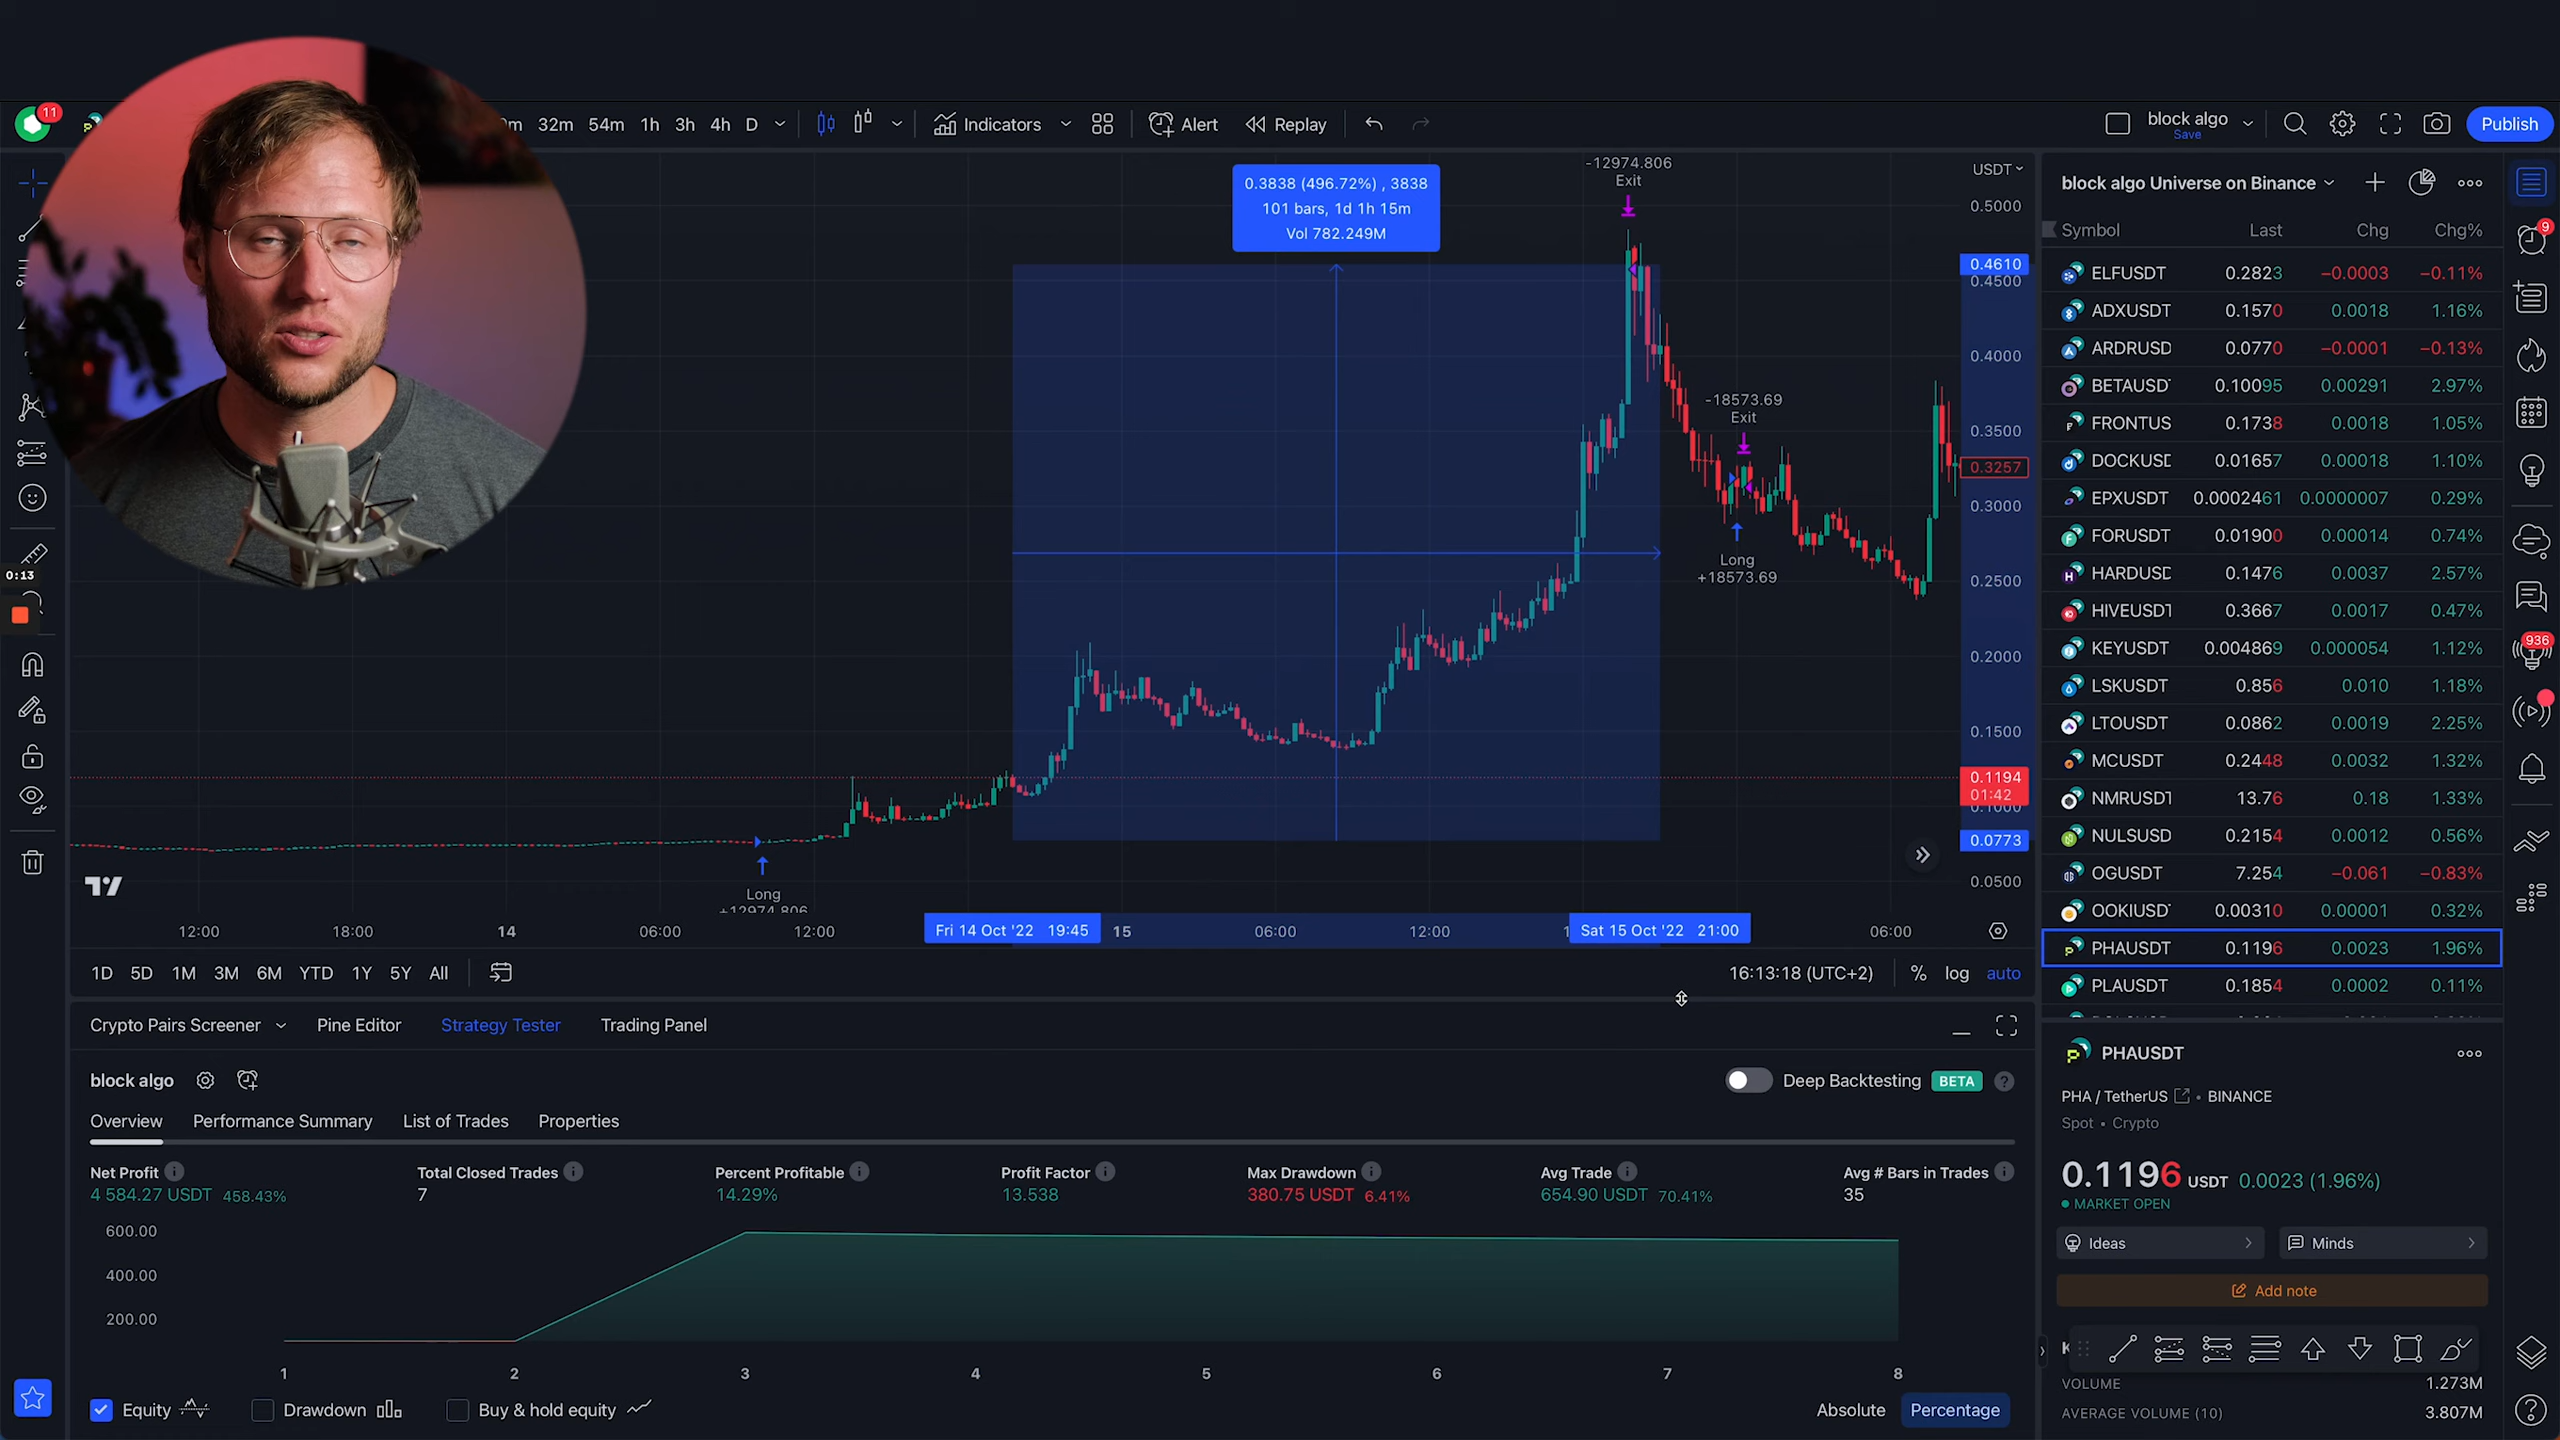 11
m 32m 54m 1h 3h 4h D Indicators Alert Replay
block algo
Save
Publish
0.3838 (496.72%) , 3838
101 bars, 1d 1h 15m
Vol 782.249M
-12974.806
Exit
-18573.69
Exit
Long
+18573.69
Long
+12974.806
USDT
0.5000
0.4610
0.4500
0.4000
0.3500
0.3257
0.3000
0.2500
0.2000
0.1500
0.1194
01:42
0.1000
0.0773
0.0500
0:13
12:00 18:00 14 06:00 12:00 Fri 14 Oct '22 19:45 15 06:00 12:00 Sat 15 Oct '22 21:00 06:00
1D 5D 1M 3M 6M YTD 1Y 5Y All
16:13:18 (UTC+2) % log auto
block algo Universe on Binance
Symbol Last Chg Chg%
ELFUSDT 0.2823 −0.0003 −0.11%
ADXUSDT 0.1570 0.0018 1.16%
ARDRUSD 0.0770 −0.0001 −0.13%
BETAUSD 0.10095 0.00291 2.97%
FRONTUS 0.1738 0.0018 1.05%
DOCKUSD 0.01657 0.00018 1.10%
EPXUSDT 0.0002461 0.0000007 0.29%
FORUSDT 0.01900 0.00014 0.74%
HARDUSD 0.1476 0.0037 2.57%
HIVEUSDT 0.3667 0.0017 0.47%
KEYUSDT 0.004869 0.000054 1.12%
LSKUSDT 0.856 0.010 1.18%
LTOUSDT 0.0862 0.0019 2.25%
MCUSDT 0.2448 0.0032 1.32%
NMRUSDT 13.76 0.18 1.33%
NULSUSD 0.2154 0.0012 0.56%
OGUSDT 7.254 −0.061 −0.83%
OOKIUSD 0.00310 0.00001 0.32%
PHAUSDT 0.1196 0.0023 1.96%
PLAUSDT 0.1854 0.0002 0.11%
9
936
Crypto Pairs Screener Pine Editor Strategy Tester Trading Panel
block algo
Deep Backtesting BETA
Overview Performance Summary List of Trades Properties
Net Profit Total Closed Trades Percent Profitable Profit Factor Max Drawdown Avg Trade Avg # Bars in Trades
4 584.27 USDT 458.43% 7 14.29% 13.538 380.75 USDT 6.41% 654.90 USDT 70.41% 35
600.00
400.00
200.00
1 2 3 4 5 6 7 8
Equity Drawdown Buy & hold equity
Absolute Percentage
PHAUSDT
PHA / TetherUS • BINANCE
Spot • Crypto
0.1196 USDT 0.0023 (1.96%)
MARKET OPEN
Ideas Minds
Add note
VOLUME 1.273M
AVERAGE VOLUME (10) 3.807M